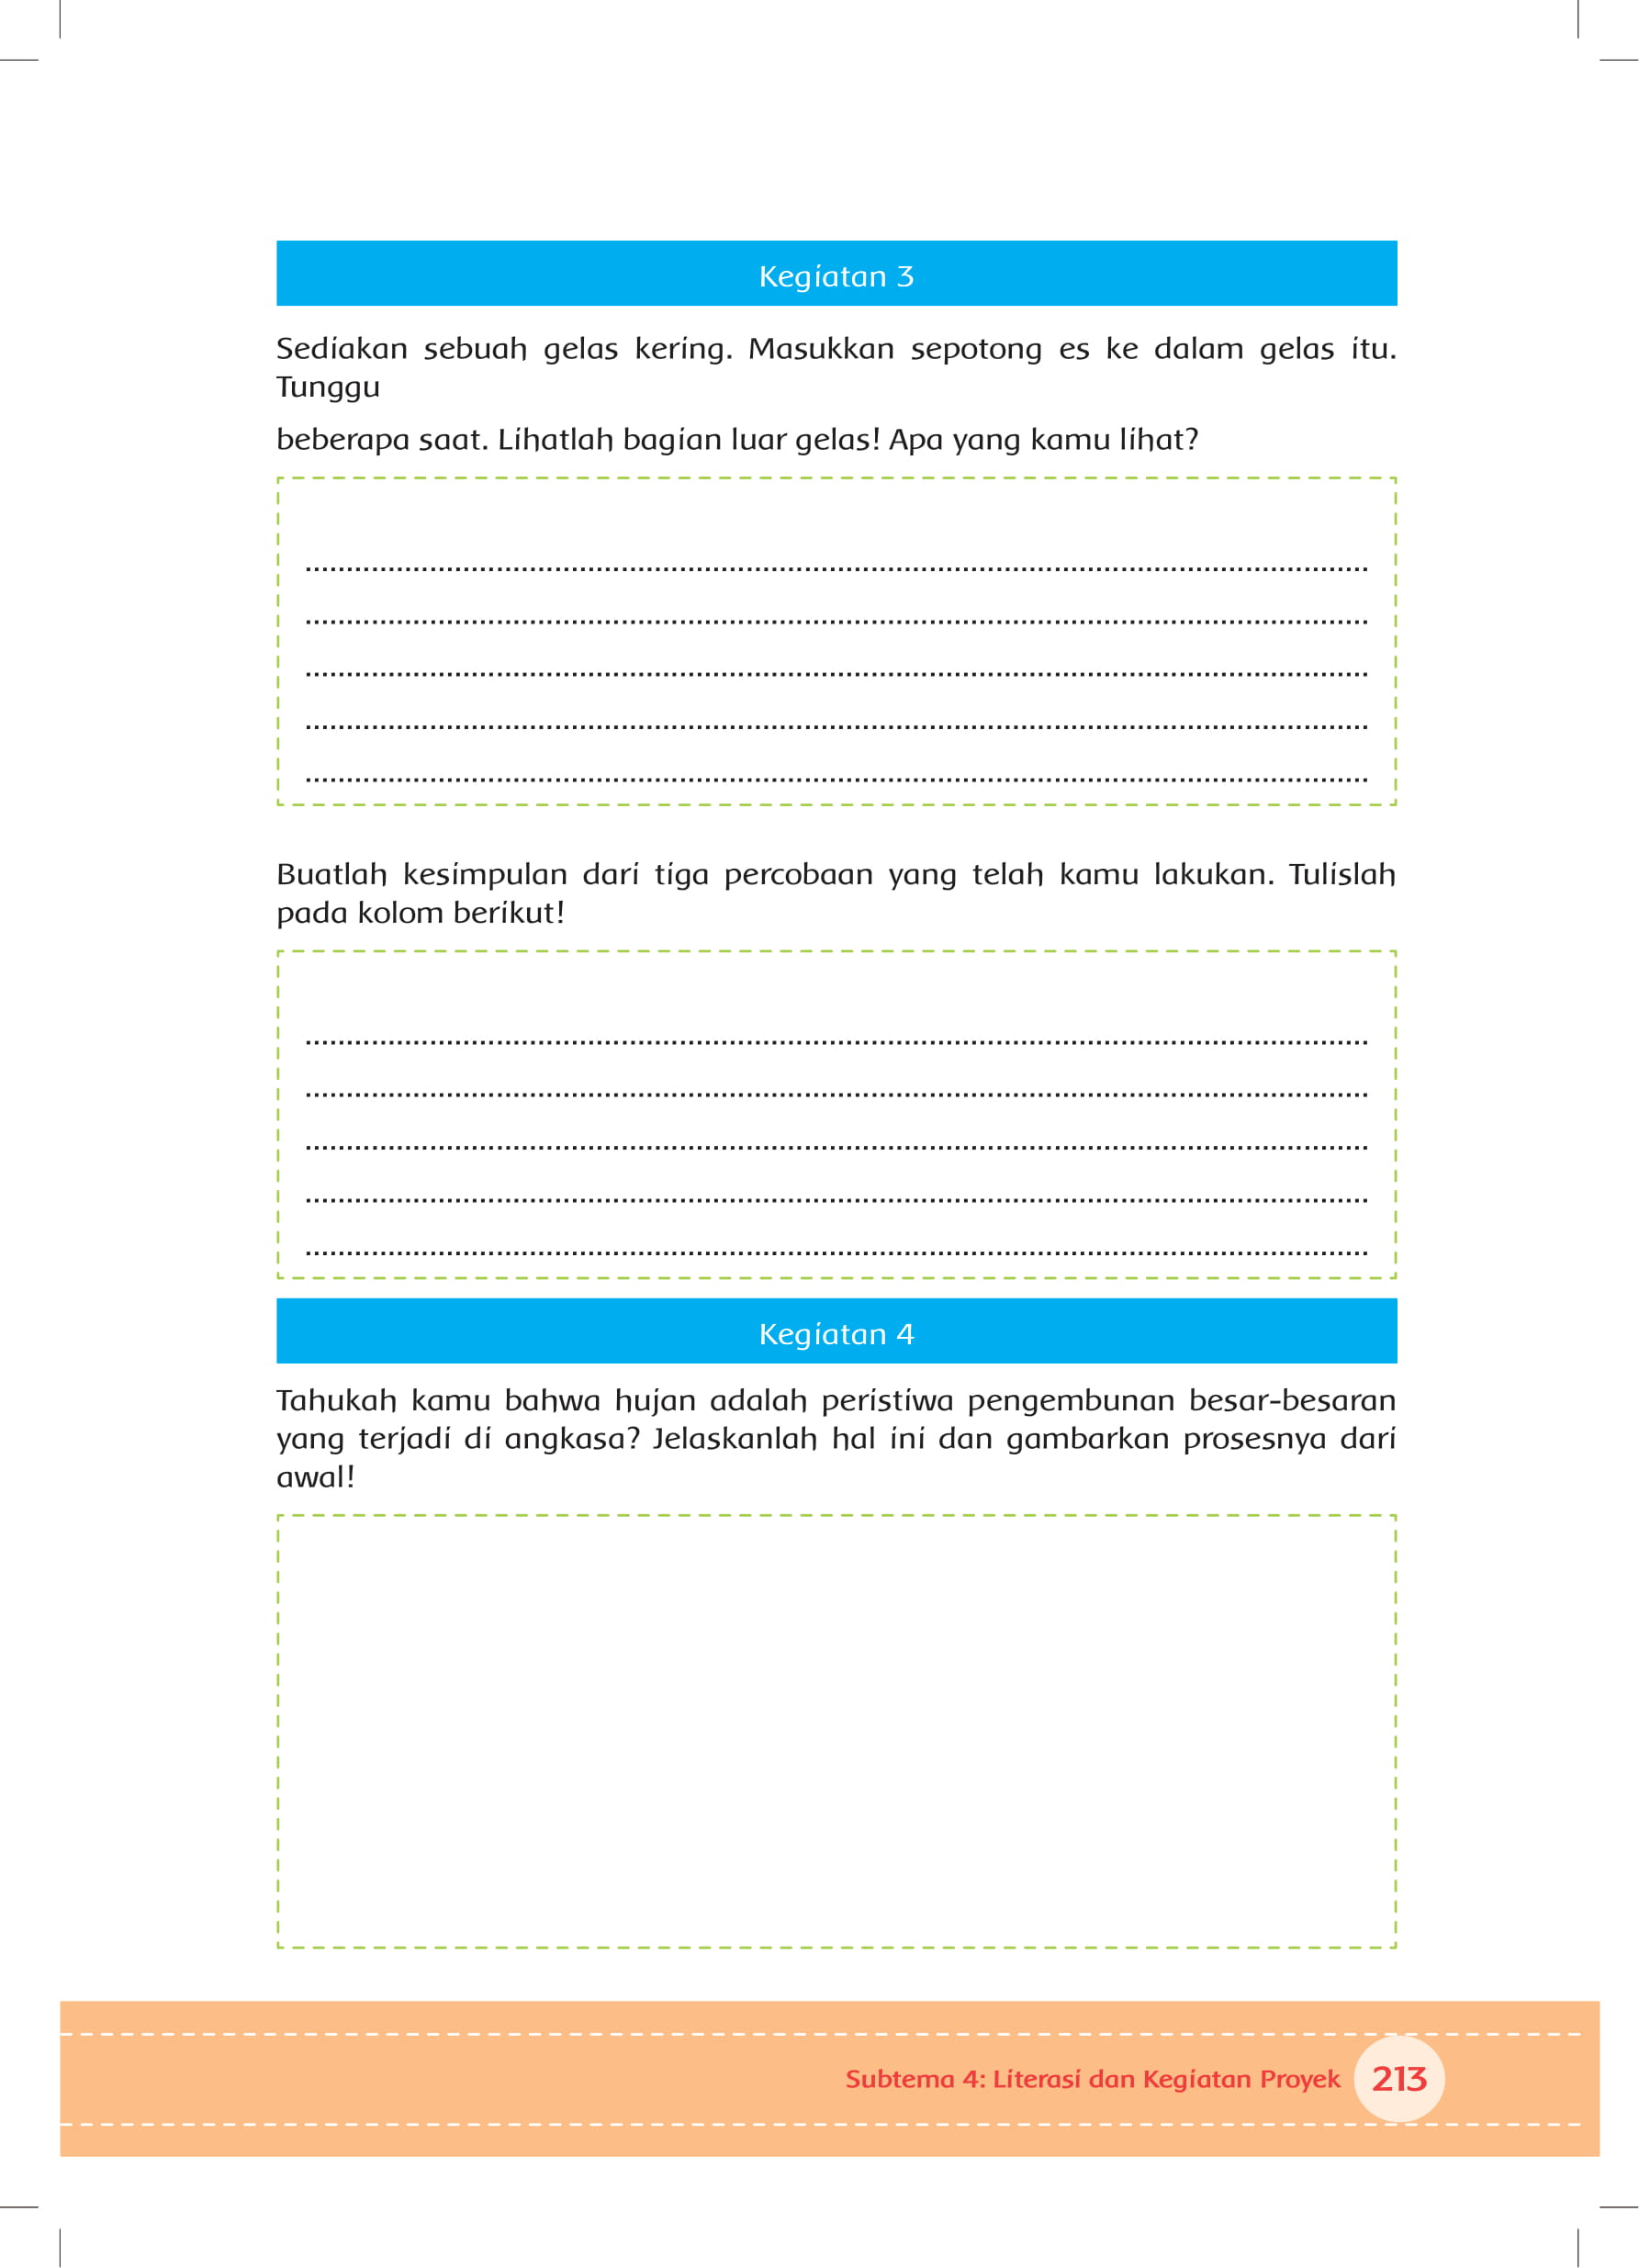 Kegiatan 3
Sediakan sebuah gelas kering. Masukkan sepotong es ke dalam gelas itu.
Tunggu
beberapa saat. Lihatlah bagian luar gelas! Apa yang kamu lihat?
Buatlah kesimpulan dari tiga percobaan yang telah kamu lakukan. Tulislah
pada kolom berikut!
Kegiatan 4
Tahukah kamu bahwa hujan adalah peristiwa pengembunan besar-besaran
yang terjadi di angkasa? Jelaskanlah hal ini dan gambarkan prosesnya dari
awal!
Subtema 4: Literasi dan Kegiatan Proyek 213